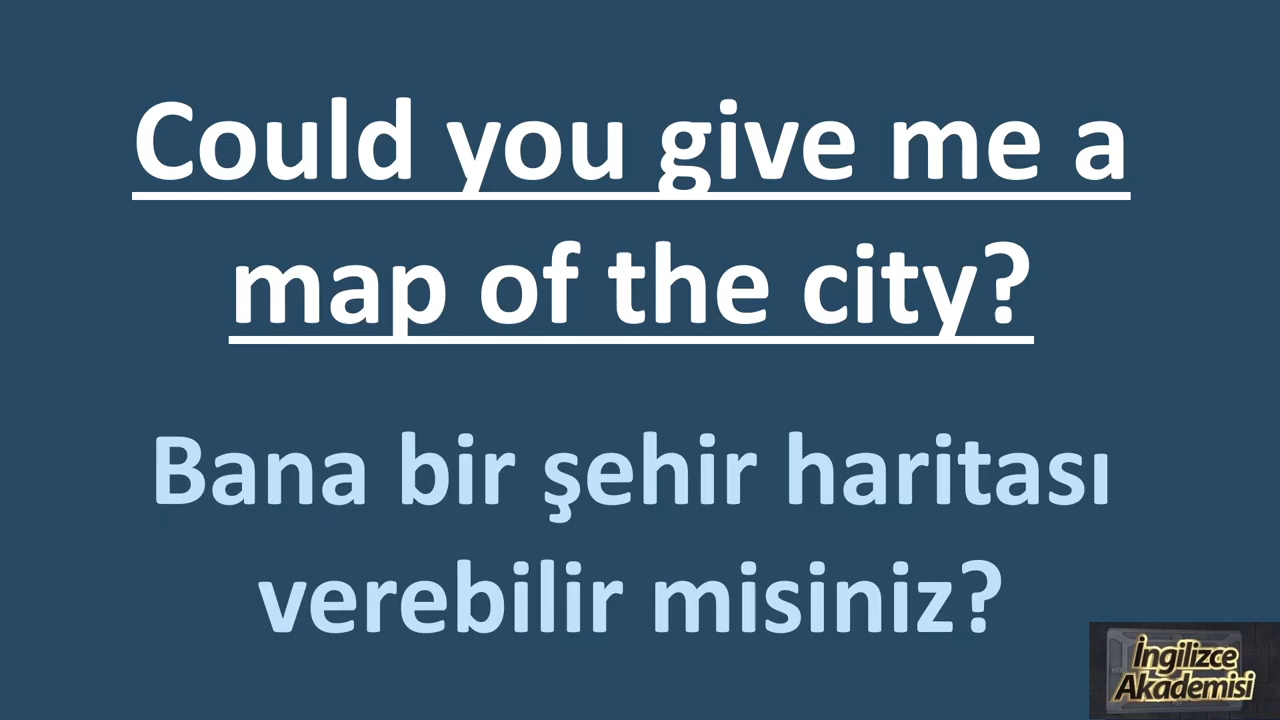 Could you give me a
map of the city?
Bana bir şehir haritası
verebilir misiniz?
İngilizce
Akademisi